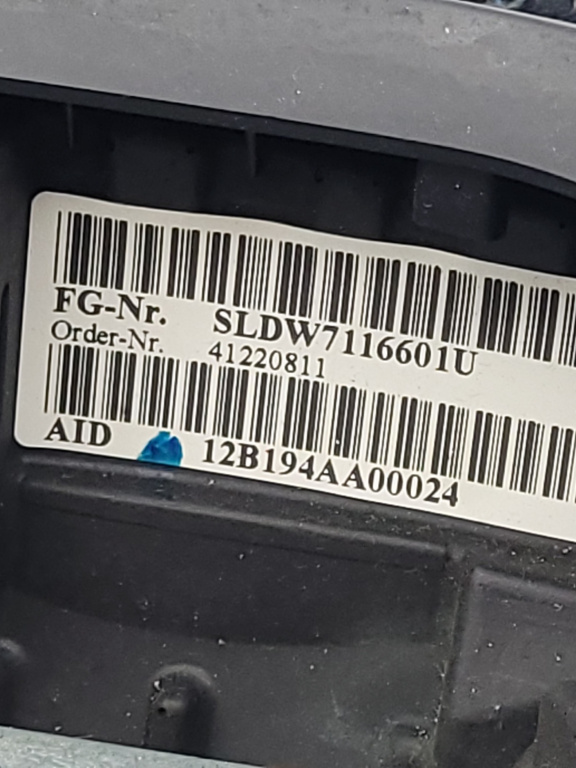 FG-Nr. SLDW7116601U
Order-Nr. 41220811
AID 12B194AA00024